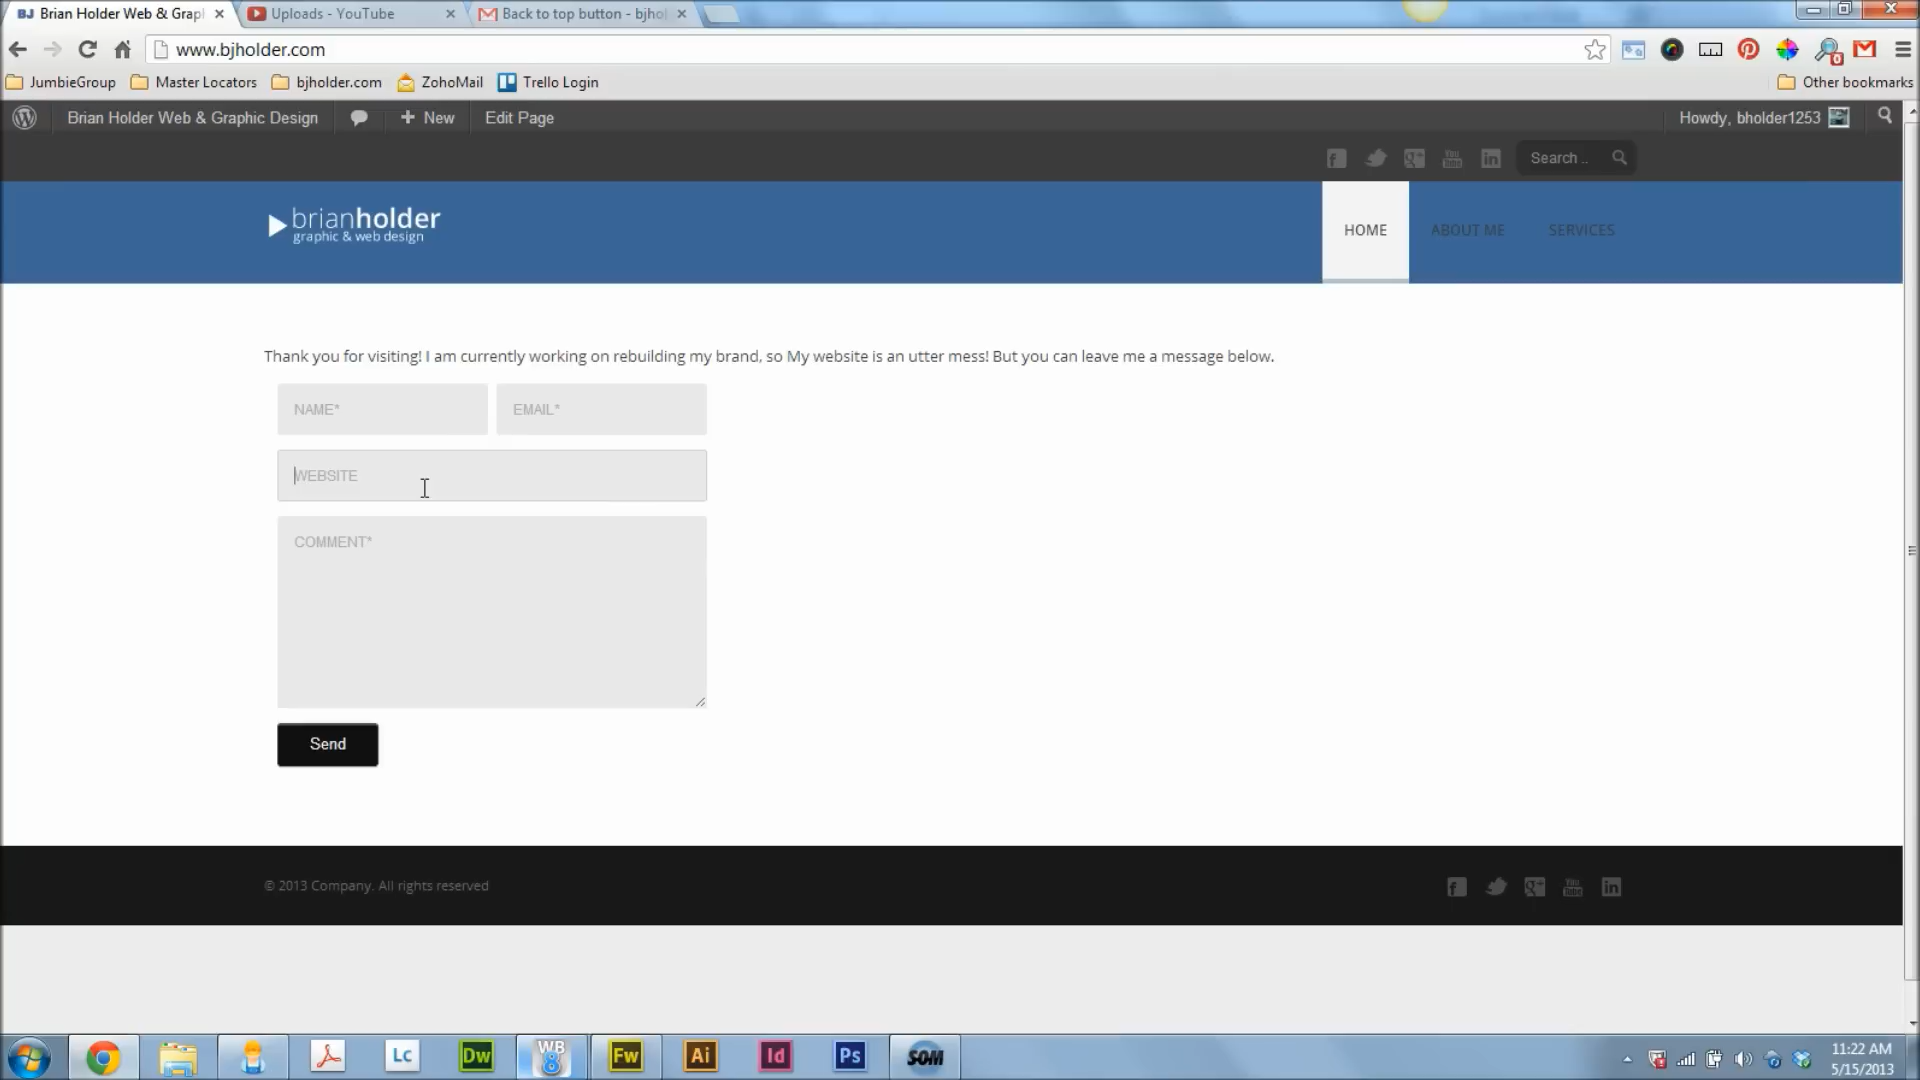 BJ Brian Holder Web & Grap
Uploads - YouTube
Back to top button - bjhol
www.bjholder.com
JumbieGroup
Master Locators
bjholder.com
ZohoMail
Trello Login
Other bookmarks
Brian Holder Web & Graphic Design
New
Edit Page
Howdy, bholder1253
Search ..
brianholder
graphic & web design
HOME
ABOUT ME
SERVICES
Thank you for visiting! I am currently working on rebuilding my brand, so My website is an utter mess! But you can leave me a message below.
NAME*
EMAIL*
WEBSITE
COMMENT*
Send
© 2013 Company. All rights reserved
Lc
Dw
WB
8
Fw
Ai
Id
Ps
SOM
11:22 AM
5/15/2013